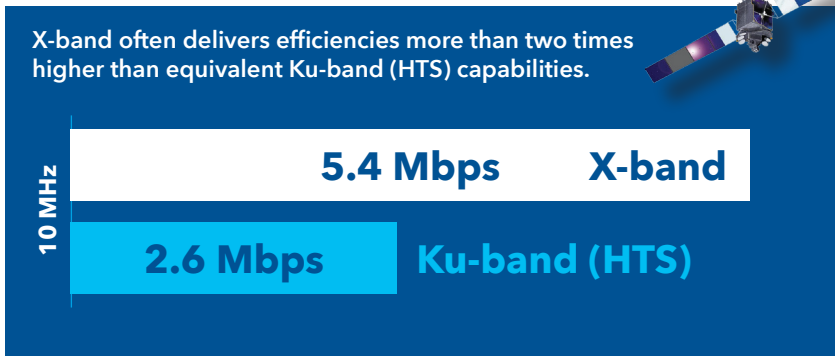 X-band often delivers efficiencies more than two times
higher than equivalent Ku-band (HTS) capabilities.
10 MHz
5.4 Mbps X-band
2.6 Mbps Ku-band (HTS)